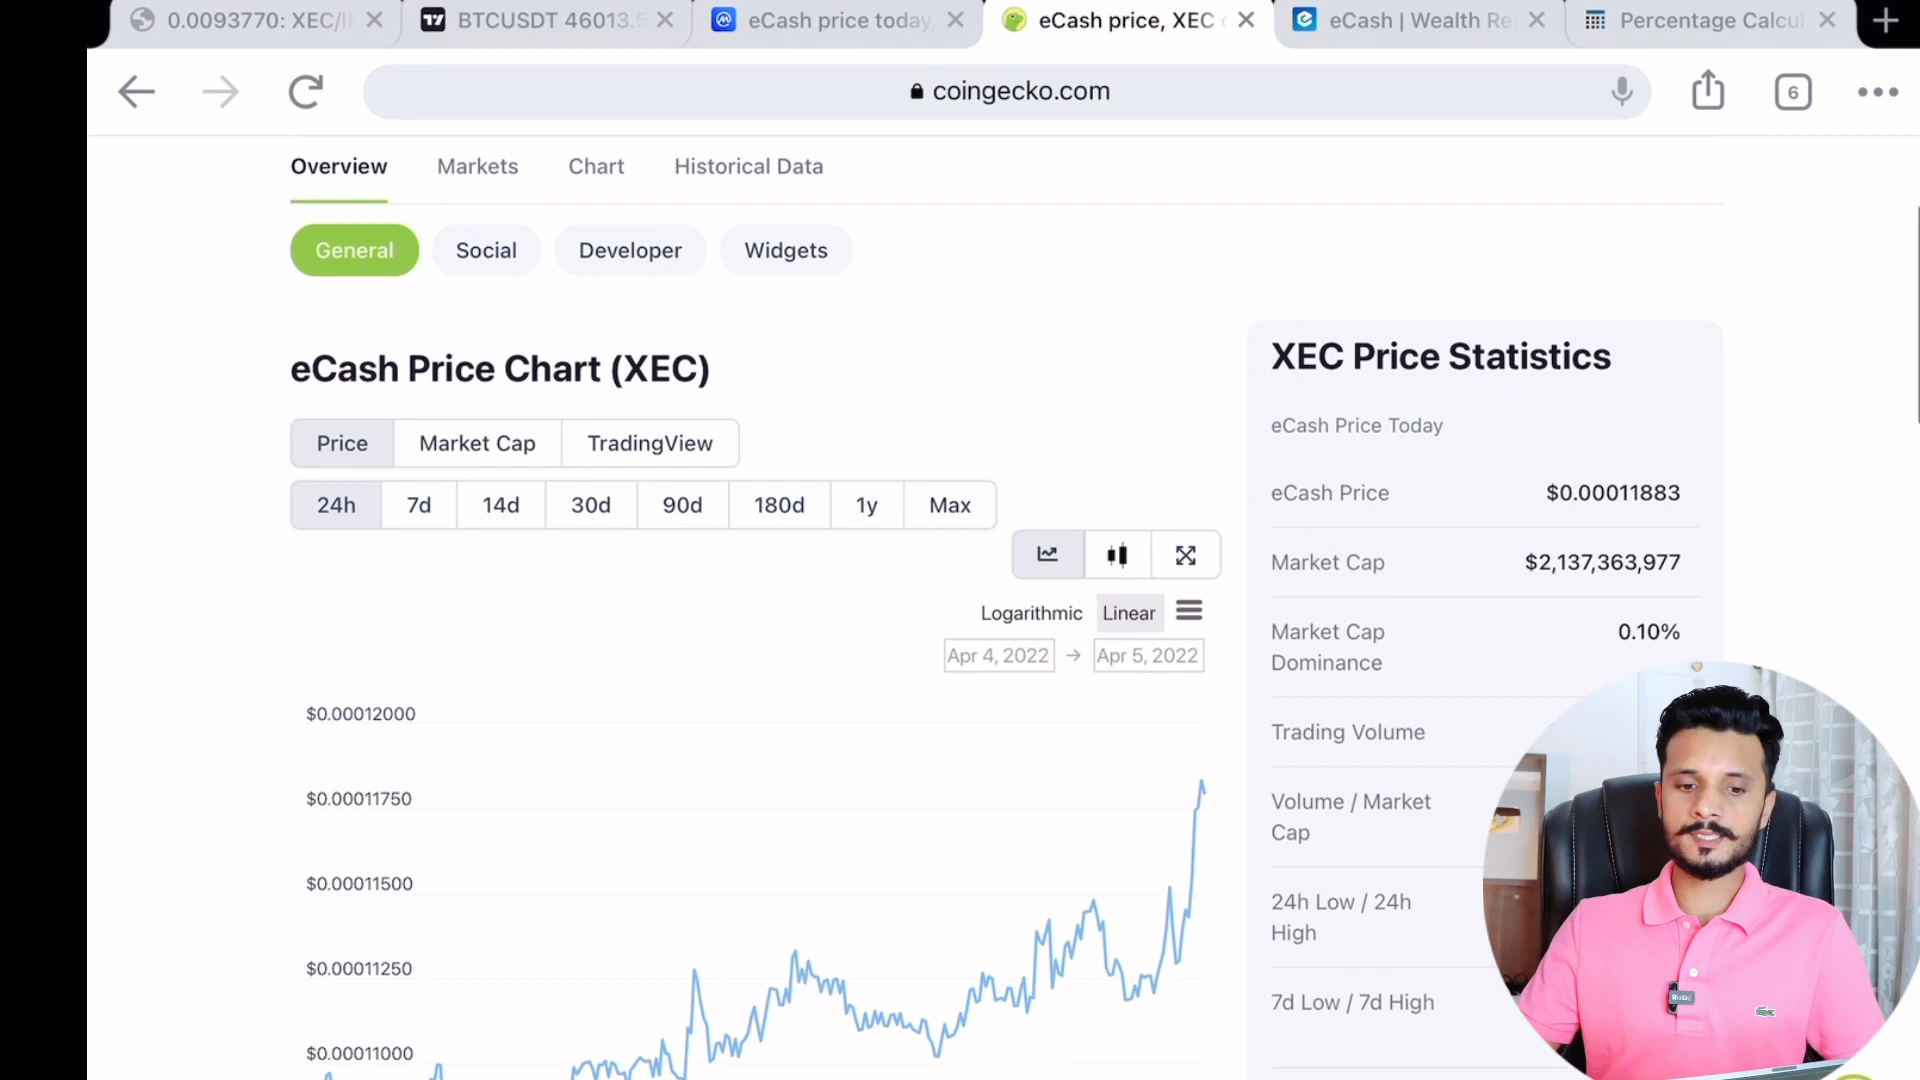 0.0093770: XEC/I
BTCUSDT 46013.5
eCash price today,
eCash price, XEC
eCash | Wealth Re
Percentage Calcul
coingecko.com
6
Overview
Markets
Chart
Historical Data
General
Social
Developer
Widgets
eCash Price Chart (XEC)
Price
Market Cap
TradingView
24h
7d
14d
30d
90d
180d
1y
Max
Logarithmic
Linear
Apr 4, 2022 → Apr 5, 2022
$0.00012000
$0.00011750
$0.00011500
$0.00011250
$0.00011000
XEC Price Statistics
eCash Price Today
eCash Price $0.00011883
Market Cap $2,137,363,977
Market Cap 0.10%
Dominance
Trading Volume
Volume / Market
Cap
24h Low / 24h
High
7d Low / 7d High
RØDE